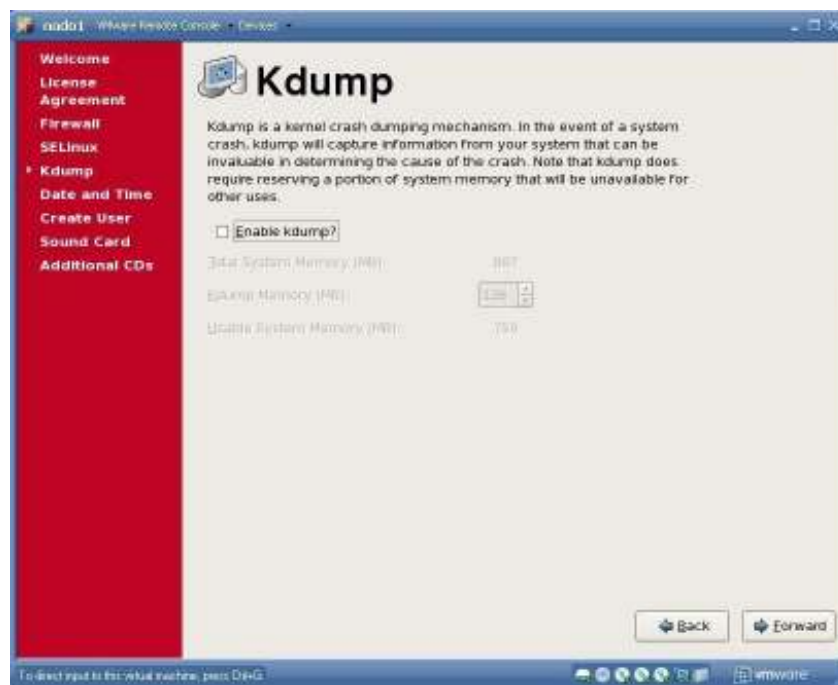 nodo1 VMware Remote Console Devices
Welcome
License
Agreement
Firewall
SELinux
Kdump
Date and Time
Create User
Sound Card
Additional CDs
Kdump
Kdump is a kernel crash dumping mechanism. In the event of a system
crash, kdump will capture information from your system that can be
invaluable in determining the cause of the crash. Note that kdump does
require reserving a portion of system memory that will be unavailable for
other uses.
Enable kdump?
Total System Memory (MB):
Kdump Memory (MB): 128
Usable System Memory (MB): 759
Back
Forward
To direct input to this virtual machine, press Ctrl+G.
vmware